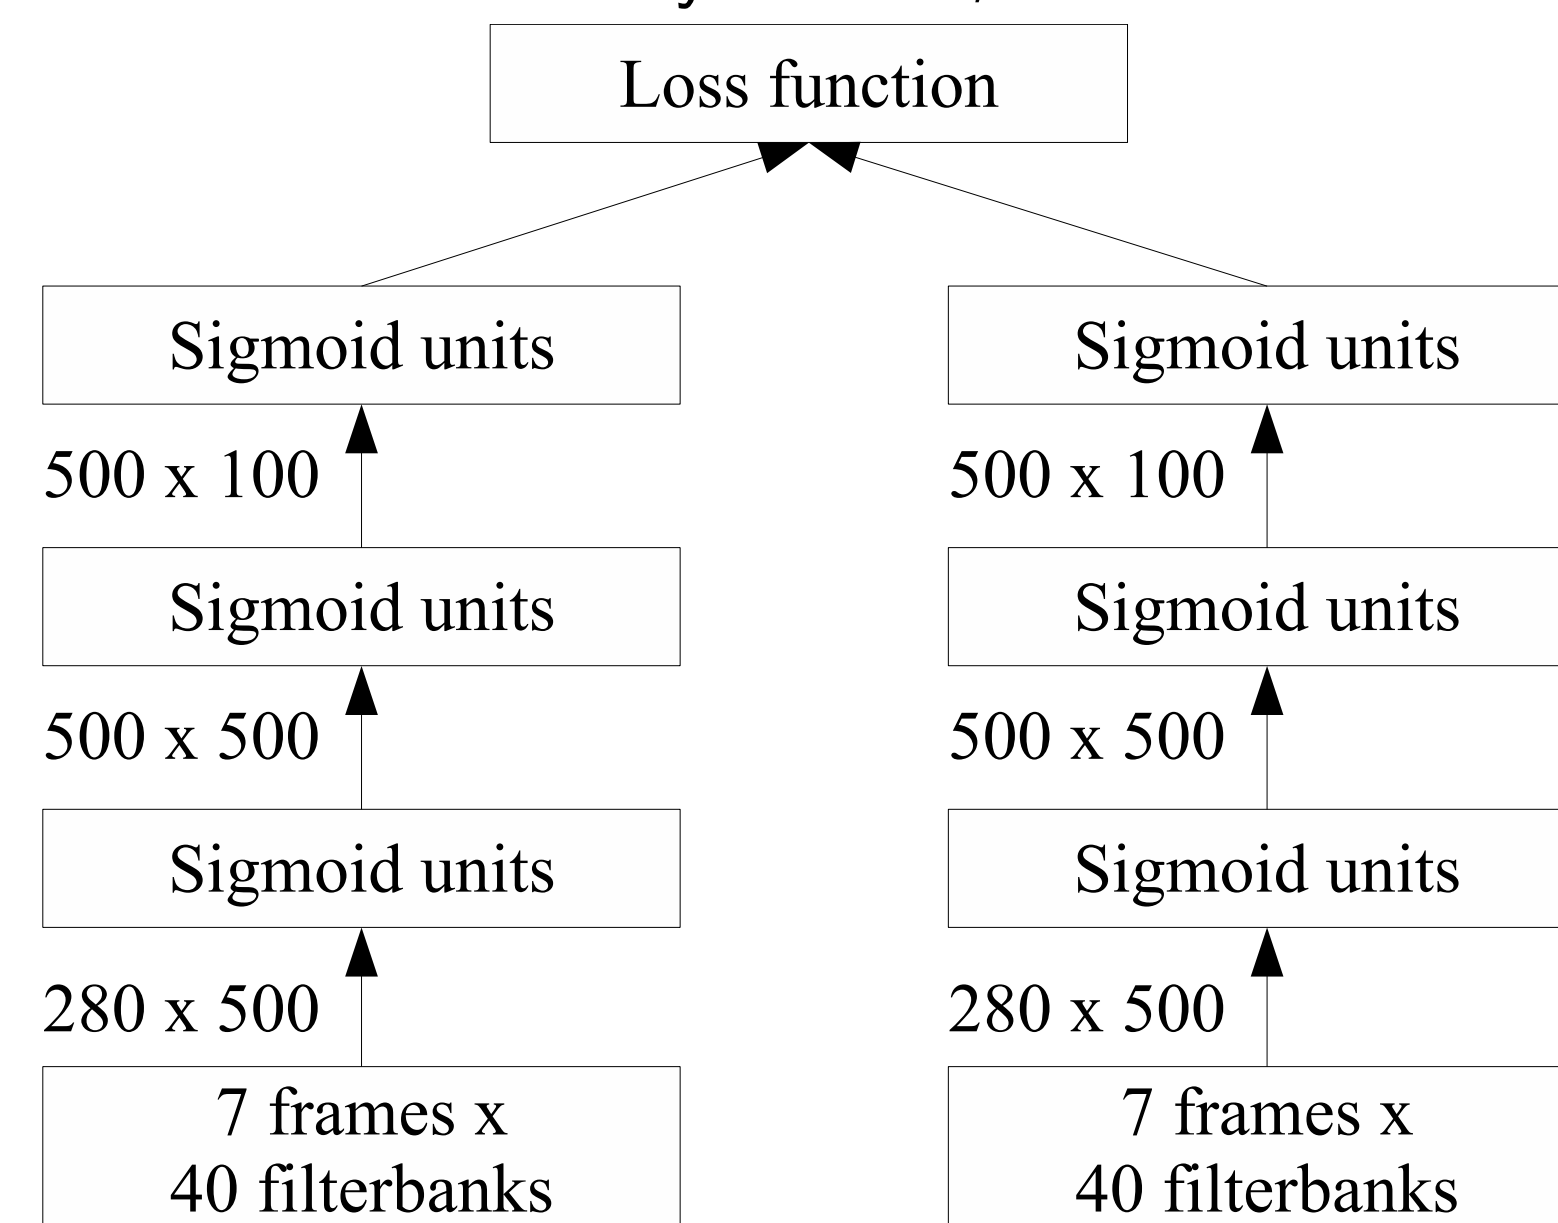 Loss function
Sigmoid units Sigmoid units
500 x 100 500 x 100
Sigmoid units Sigmoid units
500 x 500 500 x 500
Sigmoid units Sigmoid units
280 x 500 280 x 500
7 frames x 7 frames x
40 filterbanks 40 filterbanks